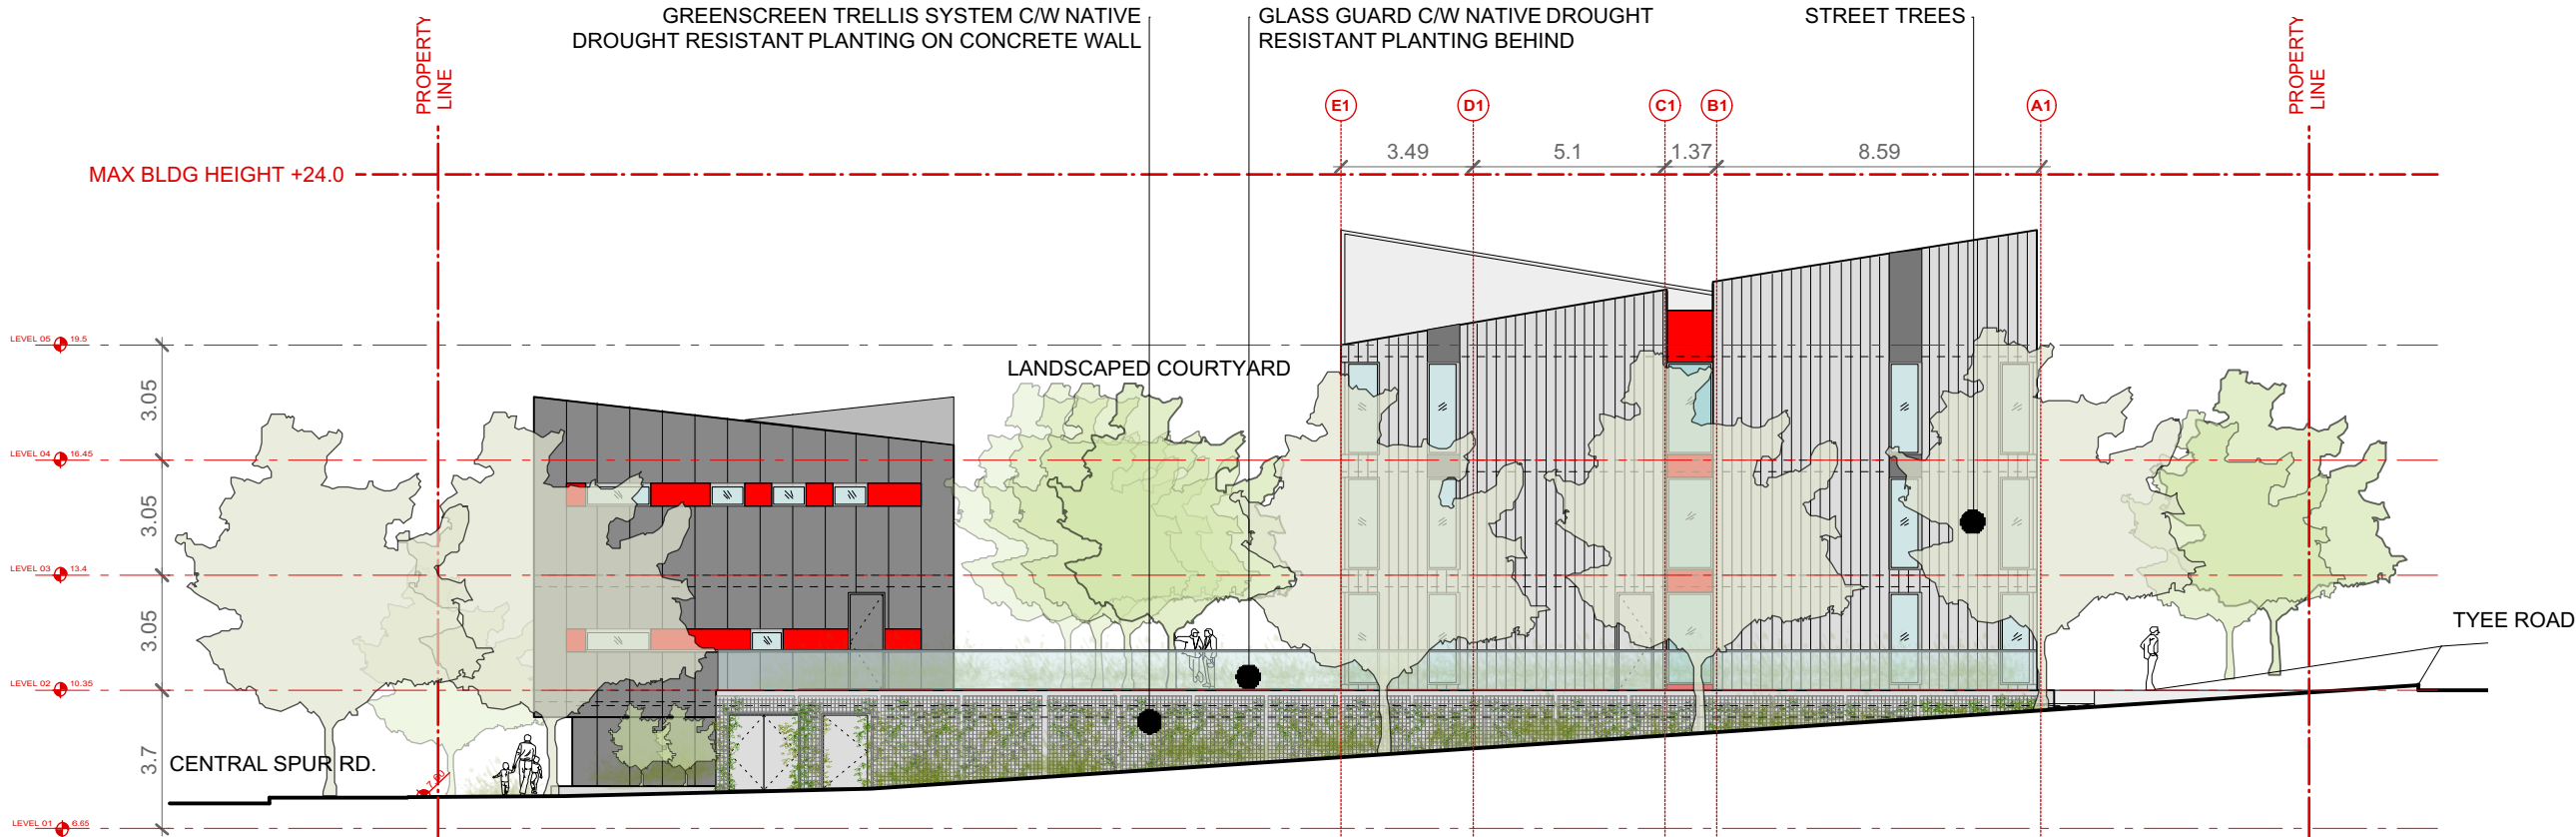 GREENSCREEN TRELLIS SYSTEM C/W NATIVE
DROUGHT RESISTANT PLANTING ON CONCRETE WALL
GLASS GUARD C/W NATIVE DROUGHT
RESISTANT PLANTING BEHIND
STREET TREES
PROPERTY
LINE
PROPERTY
LINE
E1
D1
C1
B1
A1
3.49
5.1
1.37
8.59
MAX BLDG HEIGHT +24.0
LEVEL 05 19.5
LANDSCAPED COURTYARD
3.05
LEVEL 04 16.45
3.05
LEVEL 03 13.4
3.05
TYEE ROAD
LEVEL 02 10.35
3.7
CENTRAL SPUR RD.
7.60
LEVEL 01 6.65